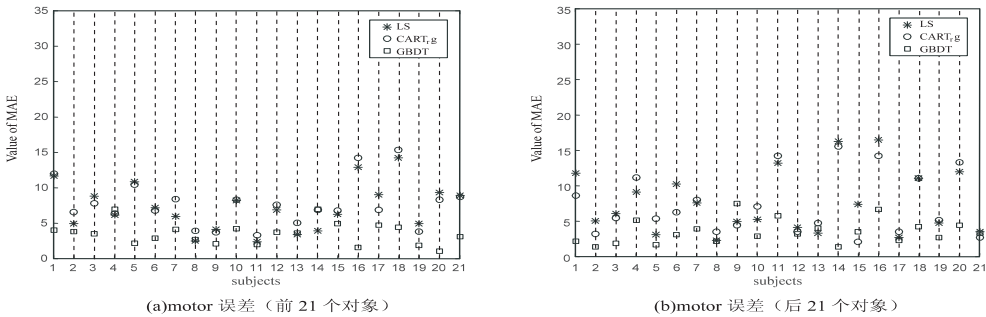 35
30
25
20
15
10
5
0
Value of MAE
LS
CARTrg
GBDT
1 2 3 4 5 6 7 8 9 10 11 12 13 14 15 16 17 18 19 20 21
subjects
(a)motor 误差（前 21 个对象）
35
30
25
20
15
10
5
0
Value of MAE
LS
CARTrg
GBDT
1 2 3 4 5 6 7 8 9 10 11 12 13 14 15 16 17 18 19 20 21
subjects
(b)motor 误差（后 21 个对象）